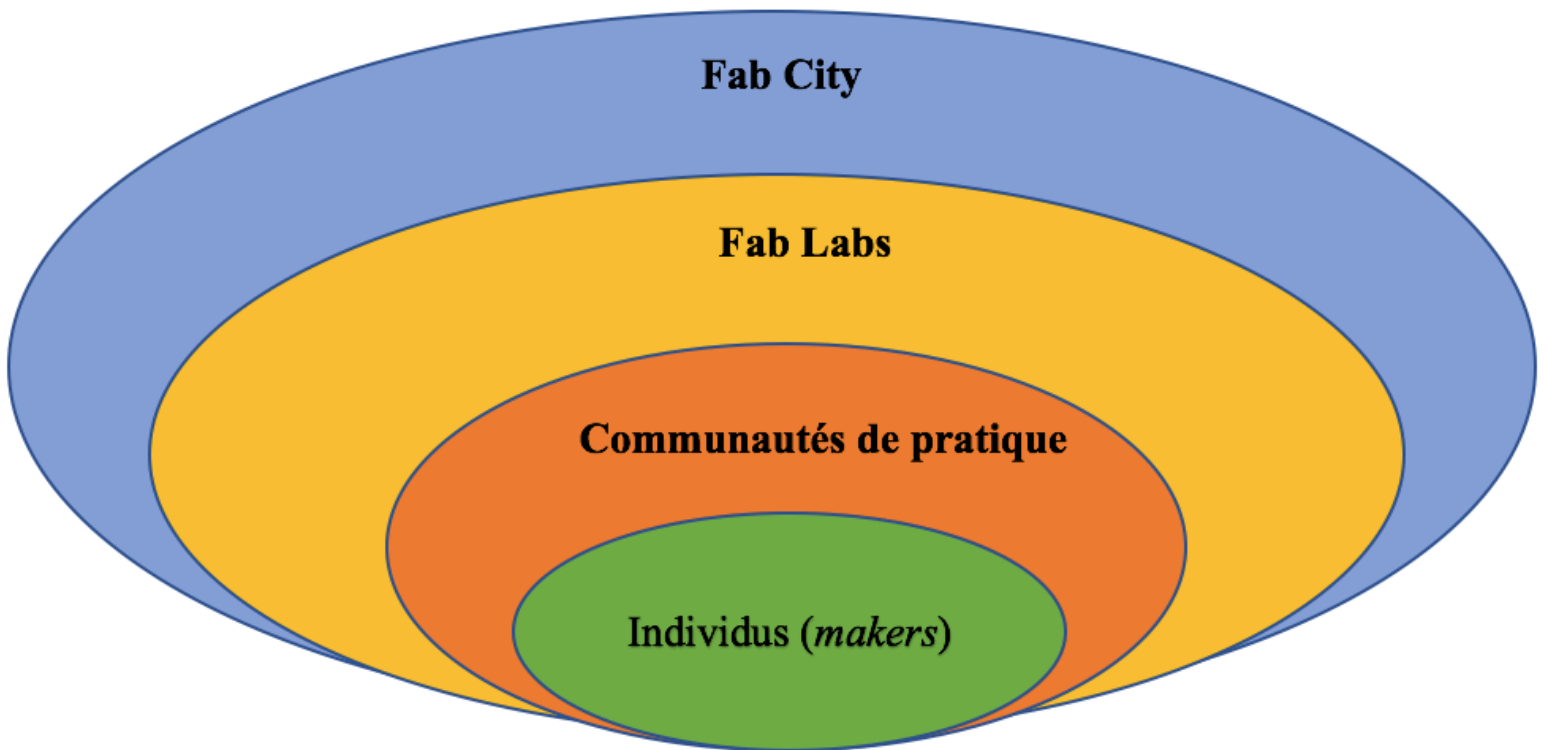 Fab City
Fab Labs
Communautés de pratique
Individus (makers)